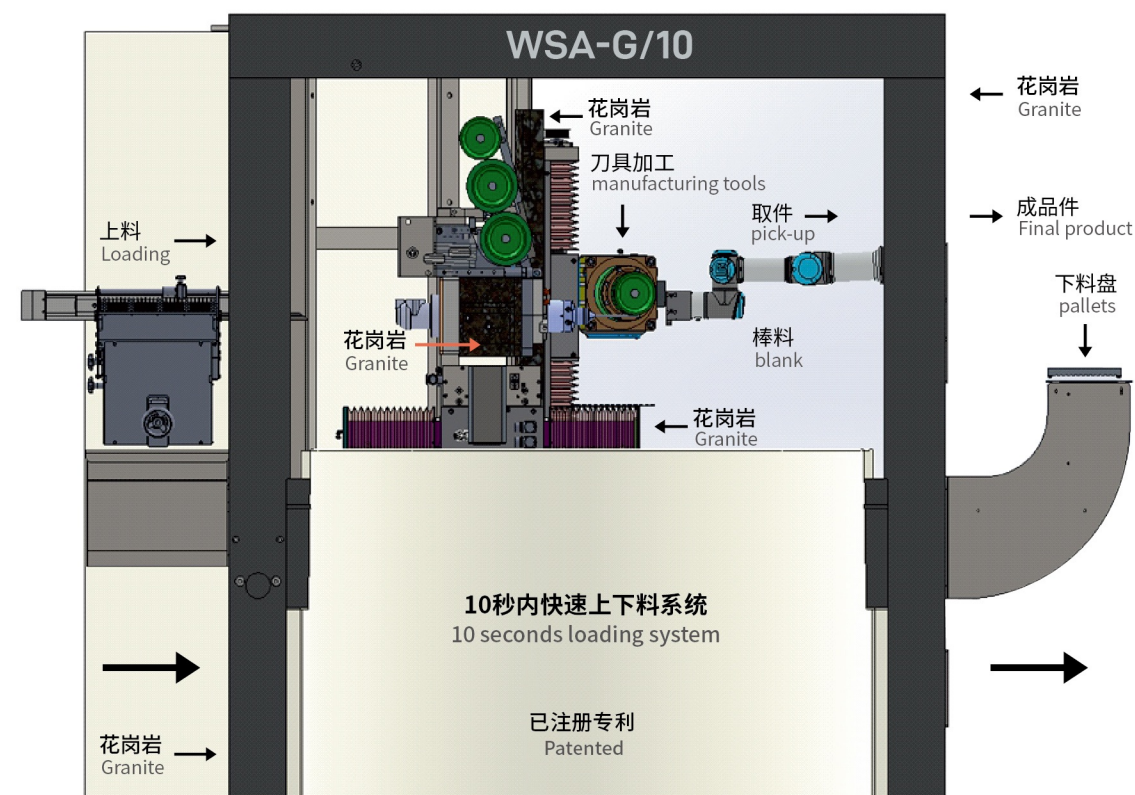 WSA-G/10
花岗岩
Granite
花岗岩
Granite
刀具加工
manufacturing tools
取件
pick-up
成品件
Final product
上料
Loading
下料盘
pallets
花岗岩
Granite
棒料
blank
花岗岩
Granite
10秒内快速上下料系统
10 seconds loading system
已注册专利
Patented
花岗岩
Granite